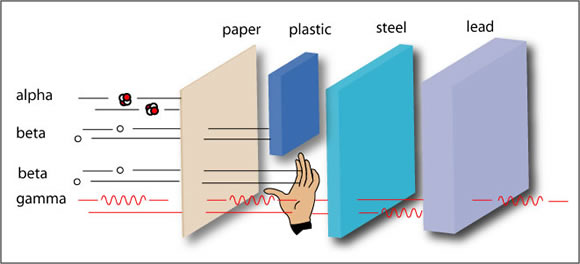 paper plastic steel lead
alpha
beta
beta
gamma